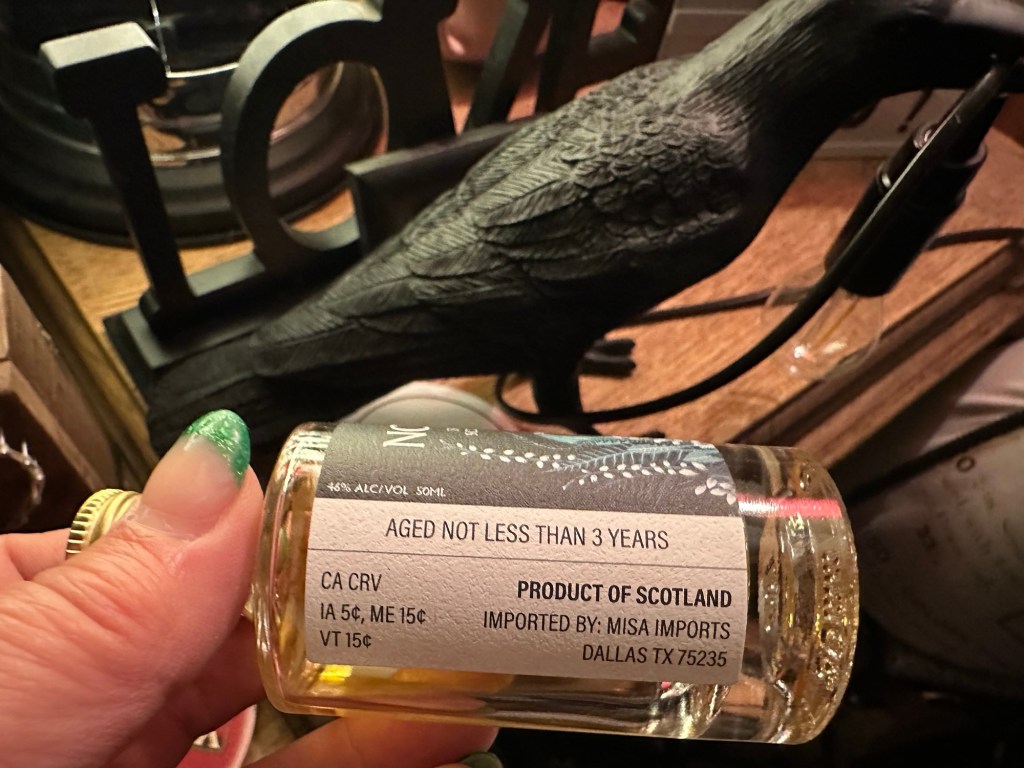 46% ALC/VOL 50ML
AGED NOT LESS THAN 3 YEARS
CA CRV
IA 5¢, ME 15¢
VT 15¢
PRODUCT OF SCOTLAND
IMPORTED BY: MISA IMPORTS
DALLAS TX 75235